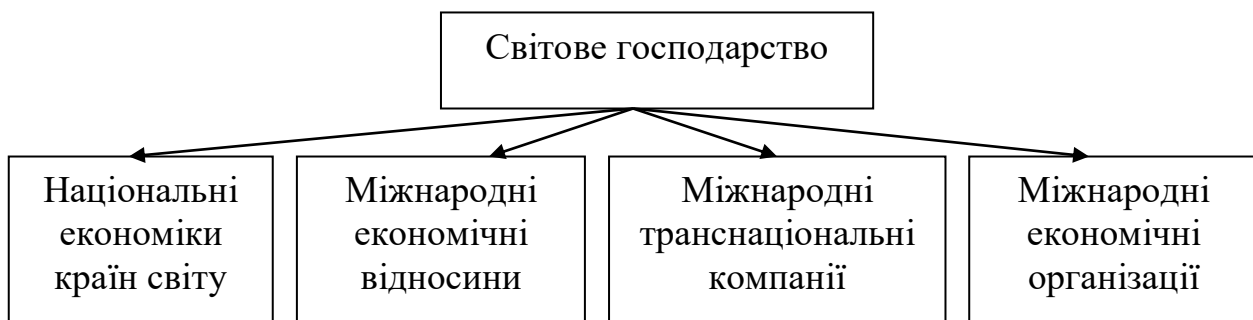 Світове господарство
Національні
економіки
країн світу
Міжнародні
економічні
відносини
Міжнародні
транснаціональні
компанії
Міжнародні
економічні
організації